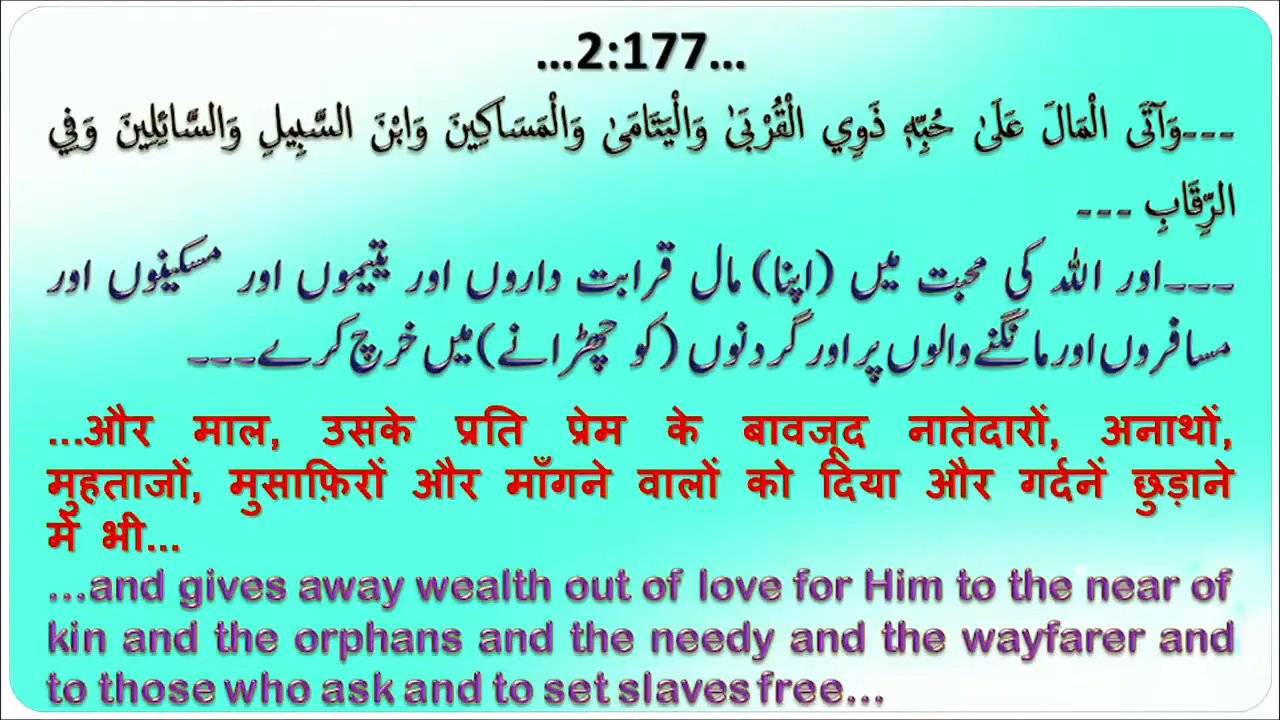 ...2:177...
---وَآتَى الْمَالَ عَلَىٰ حُبِّهِ ذَوِي الْقُرْبَىٰ وَالْيَتَامَىٰ وَالْمَسَاكِينَ وَابْنَ السَّبِيلِ وَالسَّائِلِينَ وَفِي
الرِّقَابِ ---
---اور اللہ کی محبت میں (اپنا) مال قرابت داروں اور یتیموں اور مسکینوں اور
مسافروں اور مانگنے والوں پر اور گردنوں (کو چھڑانے) میں خرچ کرے---
...और माल, उसके प्रति प्रेम के बावजूद नातेदारों, अनाथों,
मुहताजों, मुसाफ़िरों और माँगने वालों को दिया और गर्दनें छुड़ाने
में भी...
...and gives away wealth out of love for Him to the near of
kin and the orphans and the needy and the wayfarer and
to those who ask and to set slaves free...